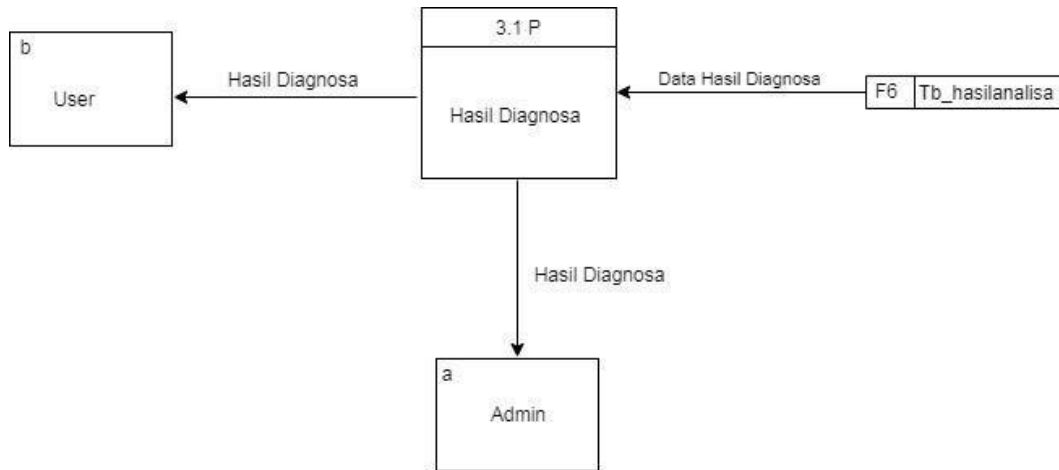 b
User
Hasil Diagnosa
3.1 P
Hasil Diagnosa
Data Hasil Diagnosa
F6 Tb_hasilanalisa
Hasil Diagnosa
a
Admin